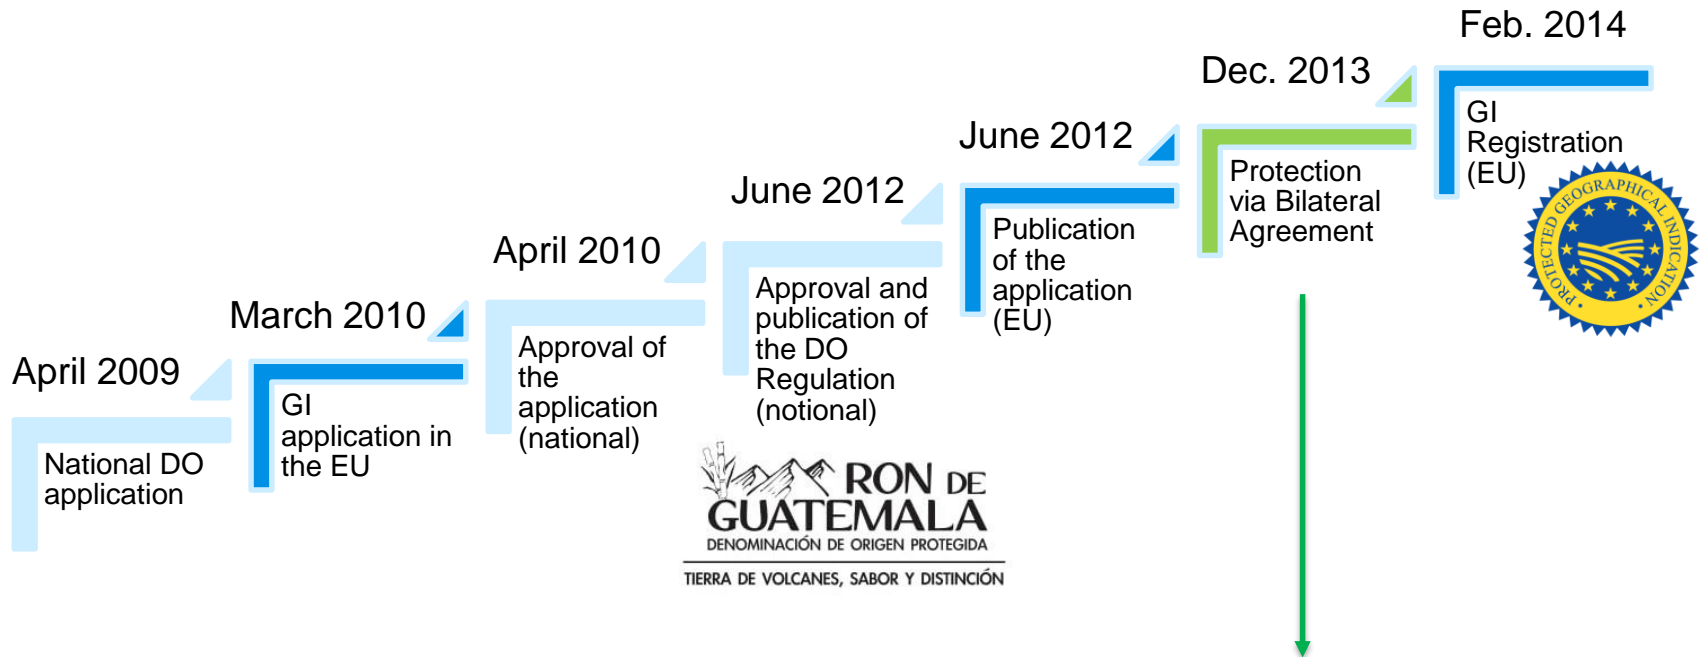 April 2009
National DO
application
March 2010
GI
application in
the EU
April 2010
Approval of
the
application
(national)
June 2012
Approval and
publication of
the DO
Regulation
(notional)
June 2012
Publication
of the
application
(EU)
Dec. 2013
Protection
via Bilateral
Agreement
Feb. 2014
GI
Registration
(EU)
PROTECTED GEOGRAPHICAL INDICATION
RON DE
GUATEMALA
DENOMINACIÓN DE ORIGEN PROTEGIDA
TIERRA DE VOLCANES, SABOR Y DISTINCIÓN